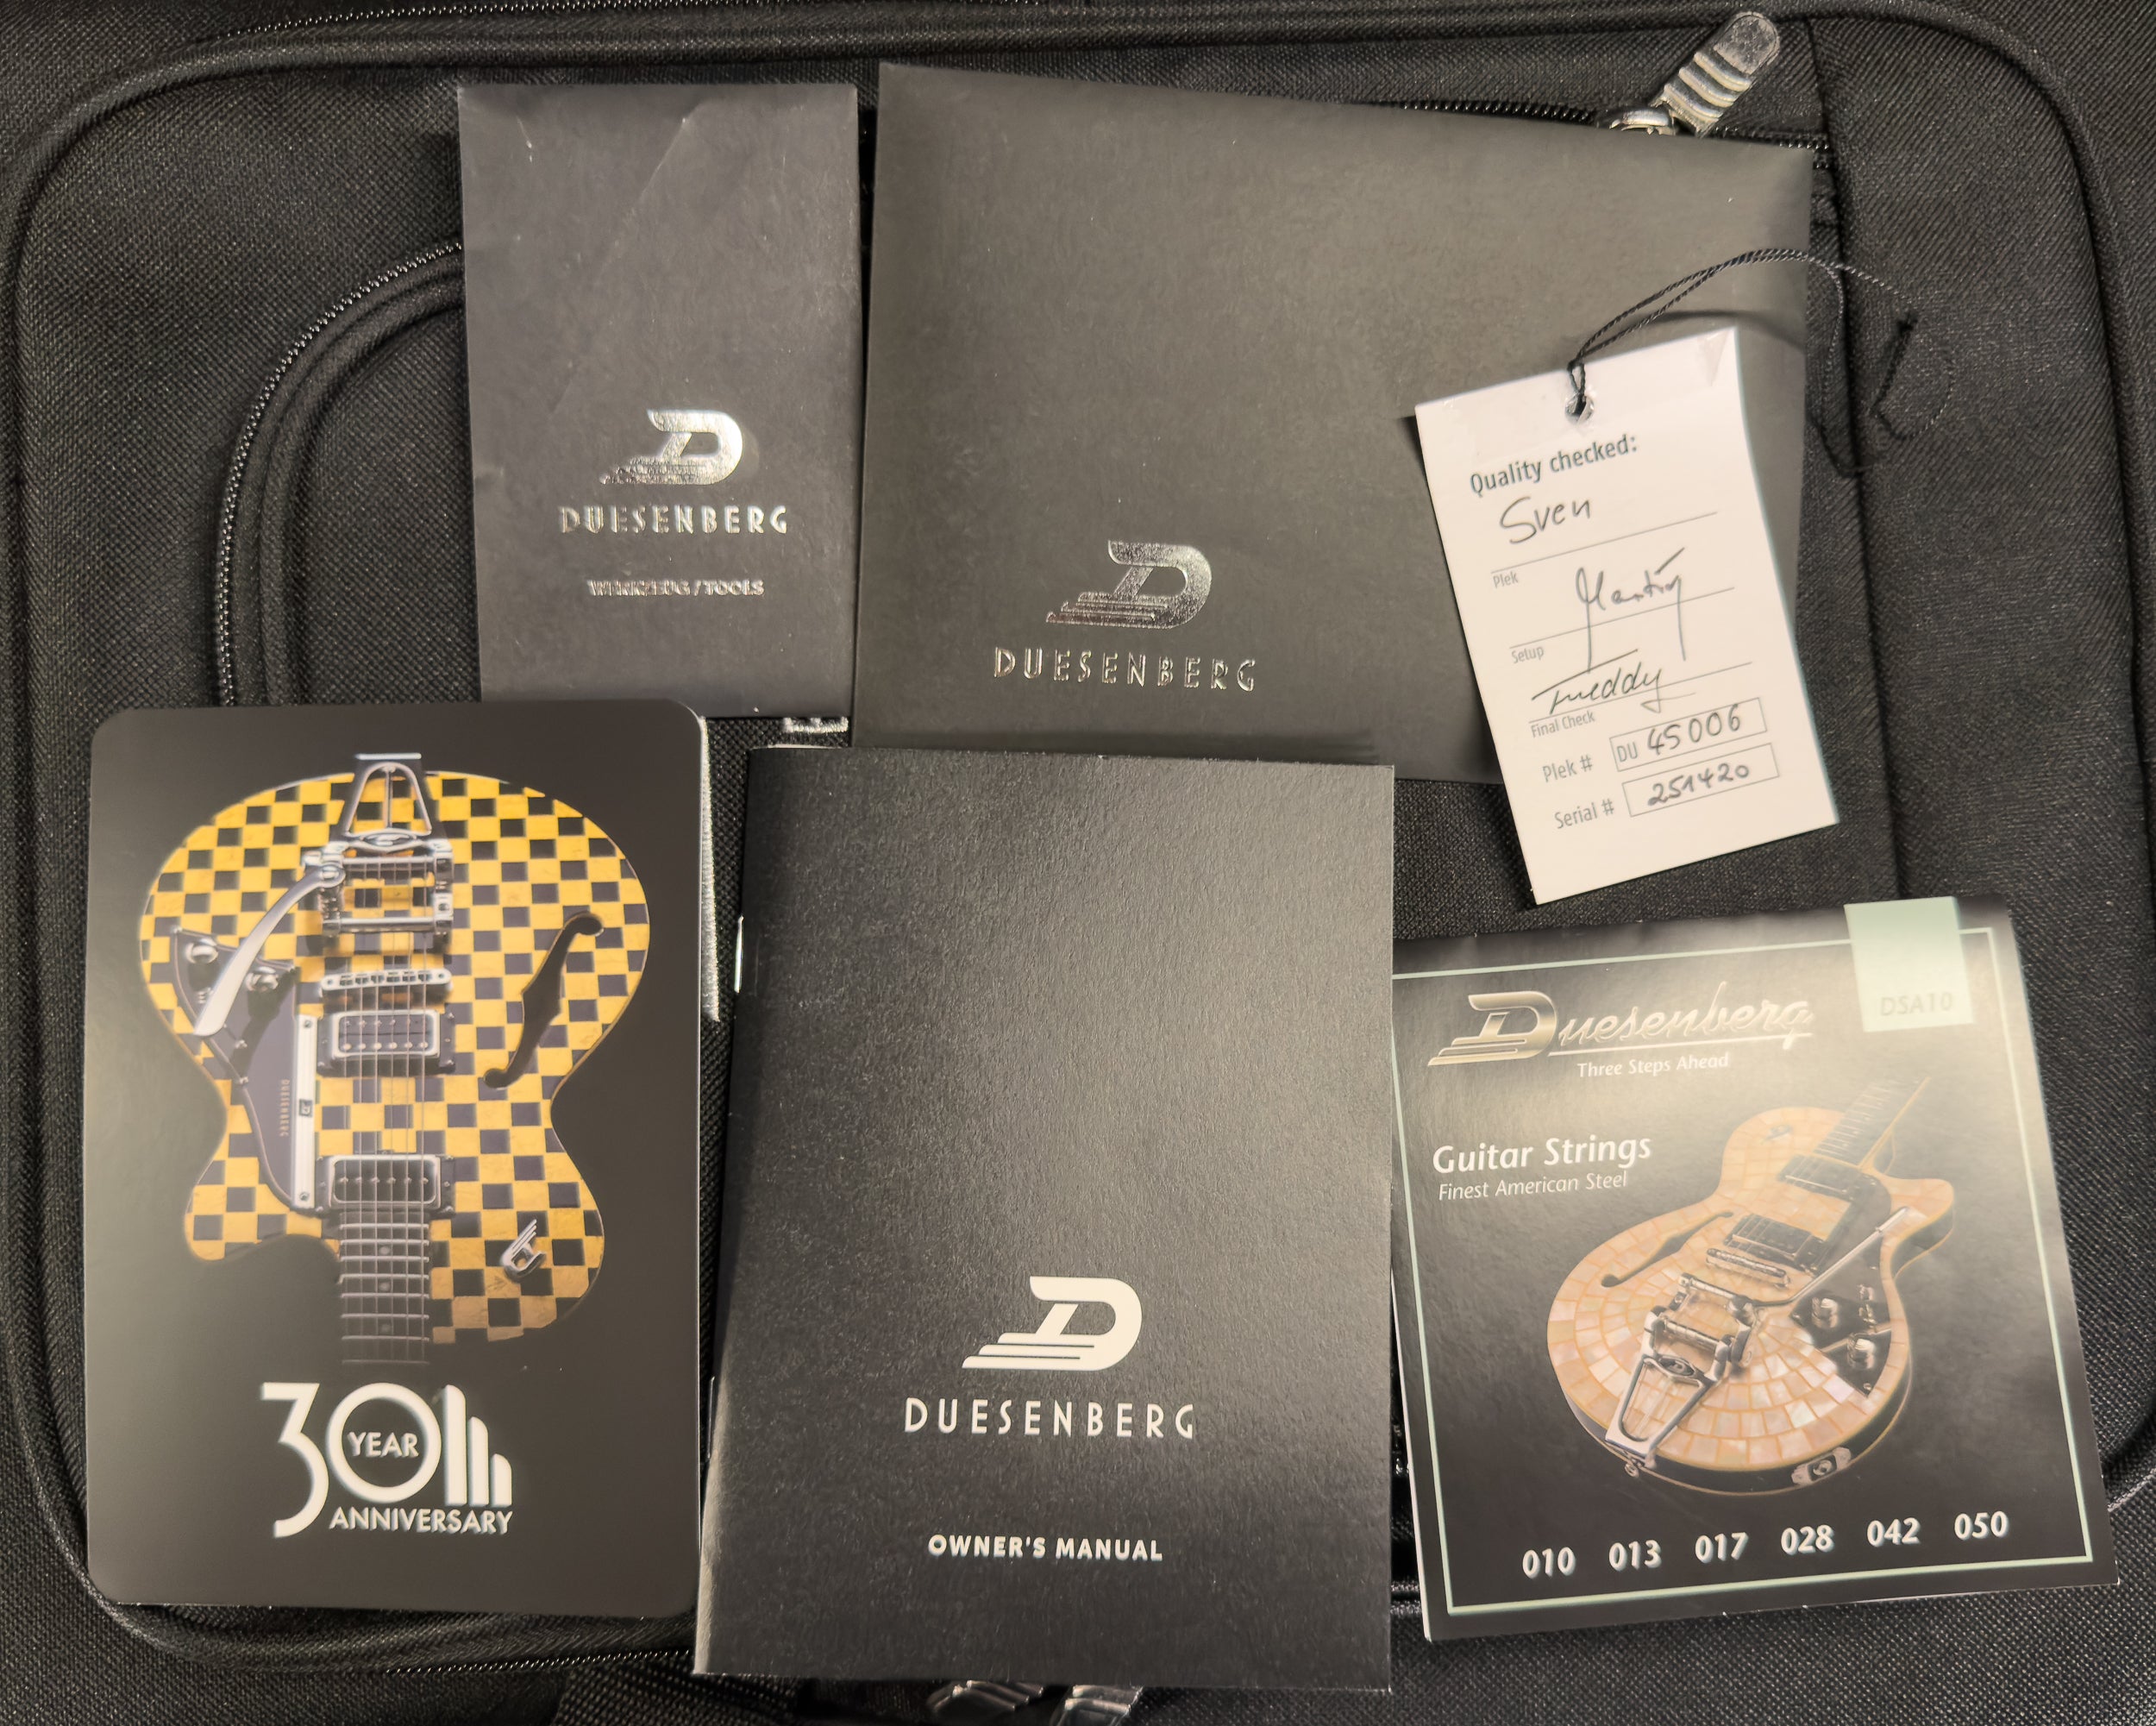 DUESENBERG
WERKZEUG / TOOLS
DUESENBERG
Quality checked:
Sven
Plek
Martin
Setup
Freddy
Final Check
Plek # DU 45006
Serial # 251420
DUESENBERG
30 YEAR
ANNIVERSARY
DUESENBERG
OWNER'S MANUAL
DSA10
Duesenberg
Three Steps Ahead
Guitar Strings
Finest American Steel
010 013 017 028 042 050